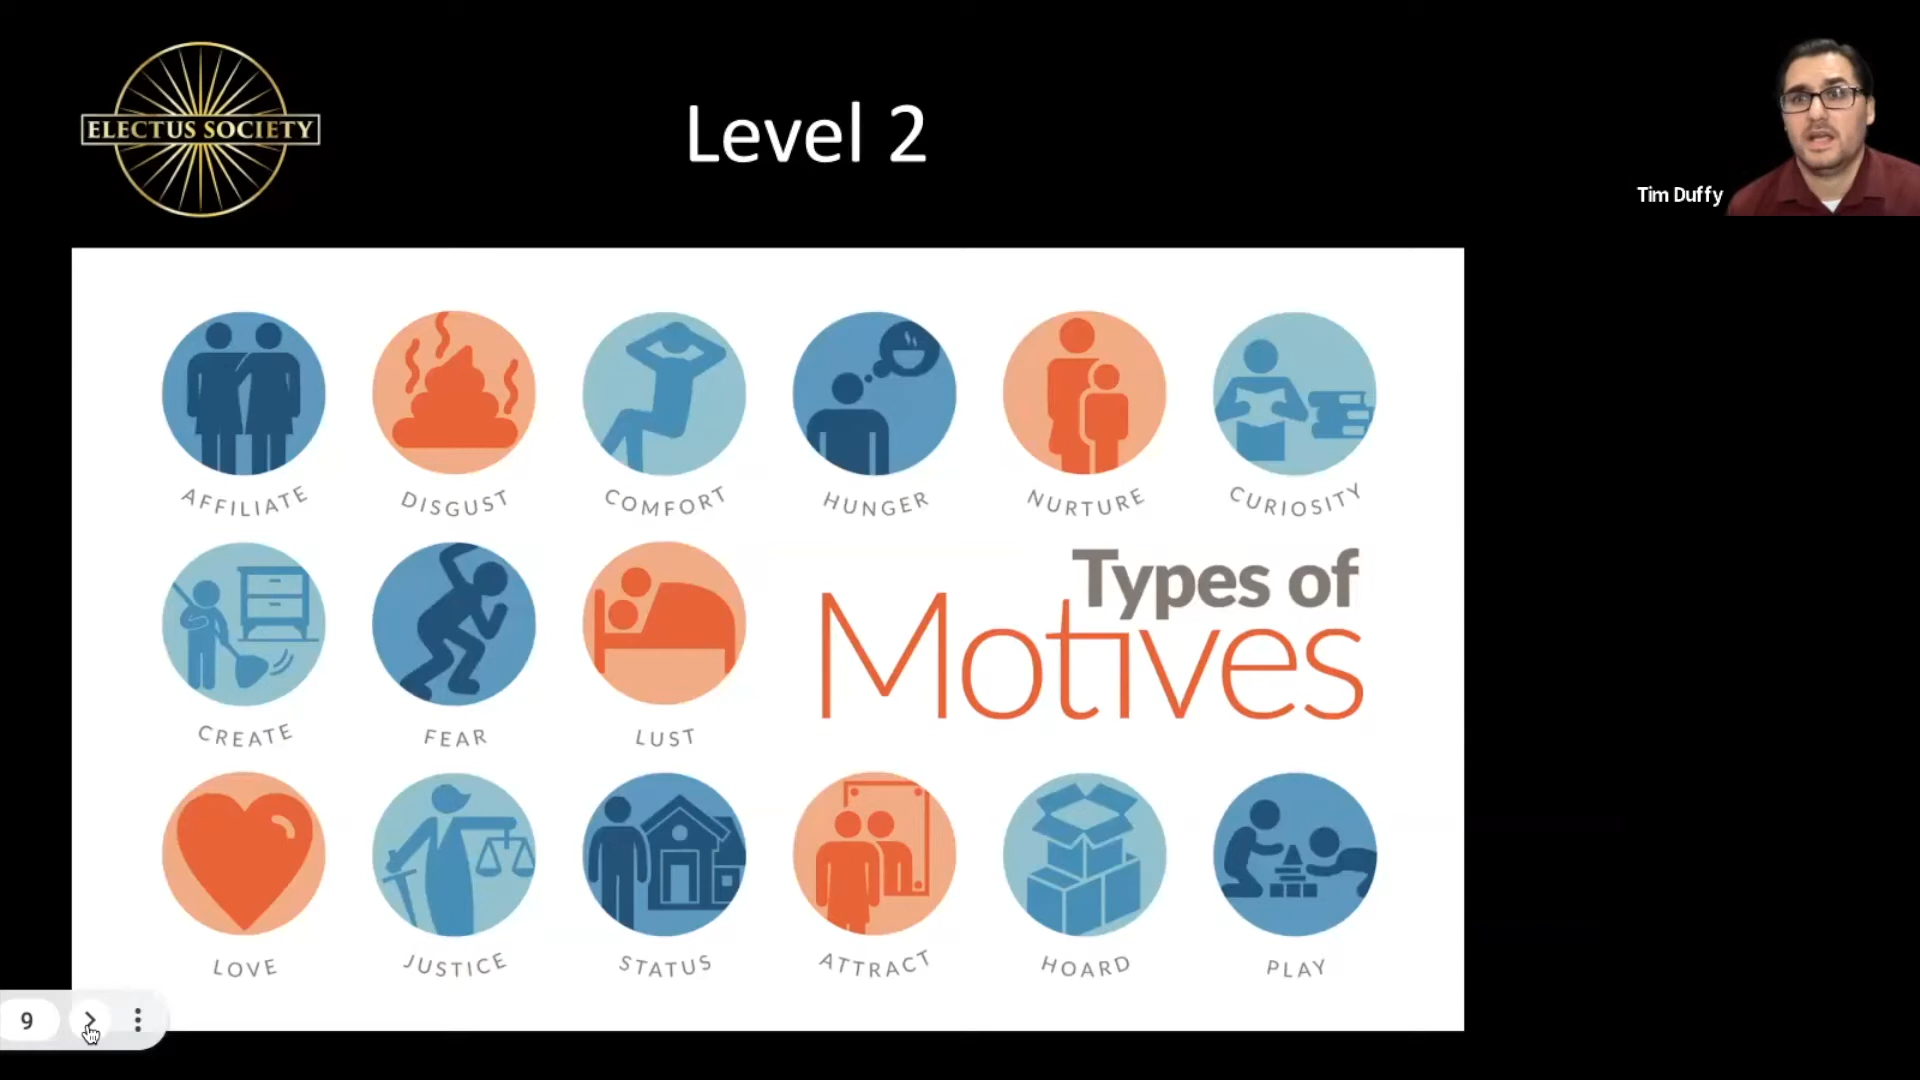 ELECTUS SOCIETY
Level 2
Tim Duffy
AFFILIATE
DISGUST
COMFORT
HUNGER
NURTURE
CURIOSITY
Types of
Motives
CREATE
FEAR
LUST
LOVE
JUSTICE
STATUS
ATTRACT
HOARD
PLAY
9